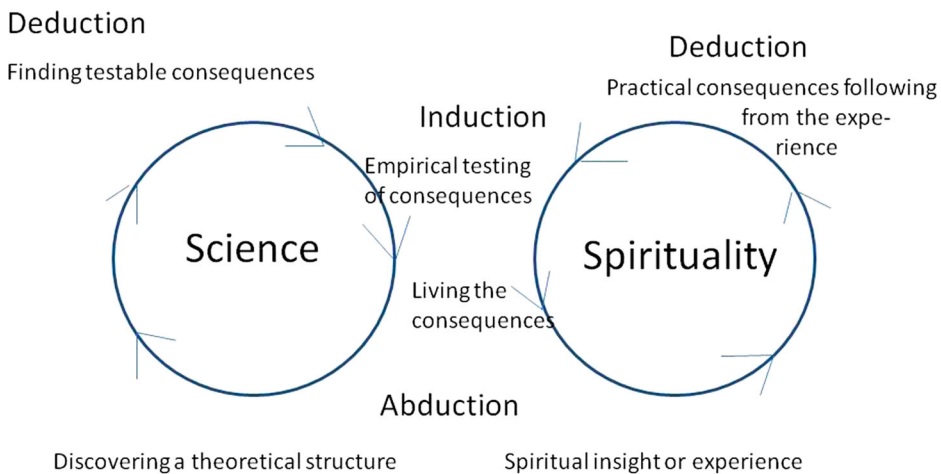 Deduction
Finding testable consequences
Deduction
Practical consequences following
from the expe-
rience
Induction
Empirical testing
of consequences
Science
Spirituality
Living the
consequences
Abduction
Discovering a theoretical structure
Spiritual insight or experience